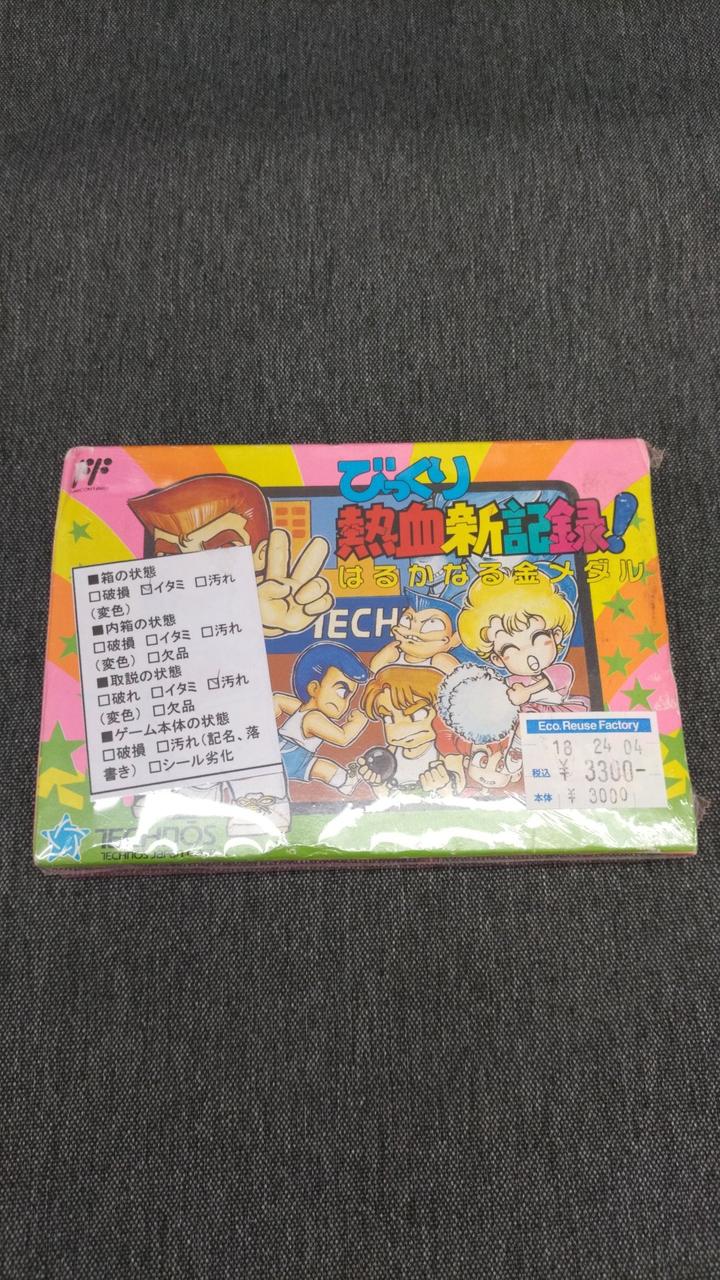 びっくり
熱血新記録!
はるかなる金メダル
TECH
■箱の状態
□破損 ☑イタミ □汚れ
(変色)
■内箱の状態
□破損 □イタミ □汚れ
(変色) □欠品
■取説の状態
□破れ □イタミ ☑汚れ
(変色) □欠品
■ゲーム本体の状態
□破損 □汚れ(記名、落
書き) □シール劣化
Eco.Reuse Factory
18 24 04
税込 ¥ 3300-
本体 ¥ 3000
TECHNOS